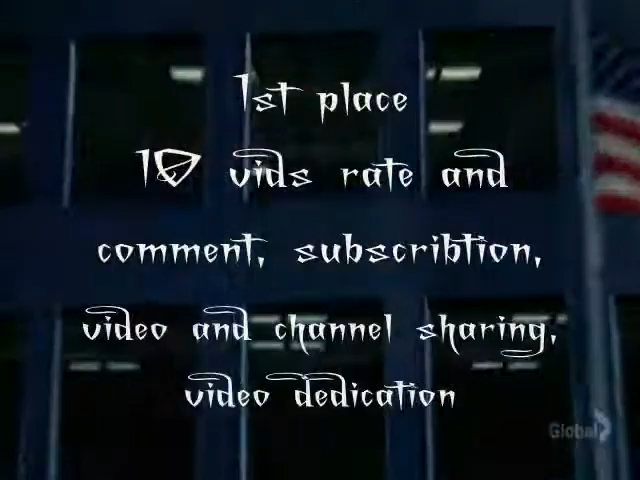 1st place
10 vids rate and
comment, subscribtion,
video and channel sharing,
video dedication
Global